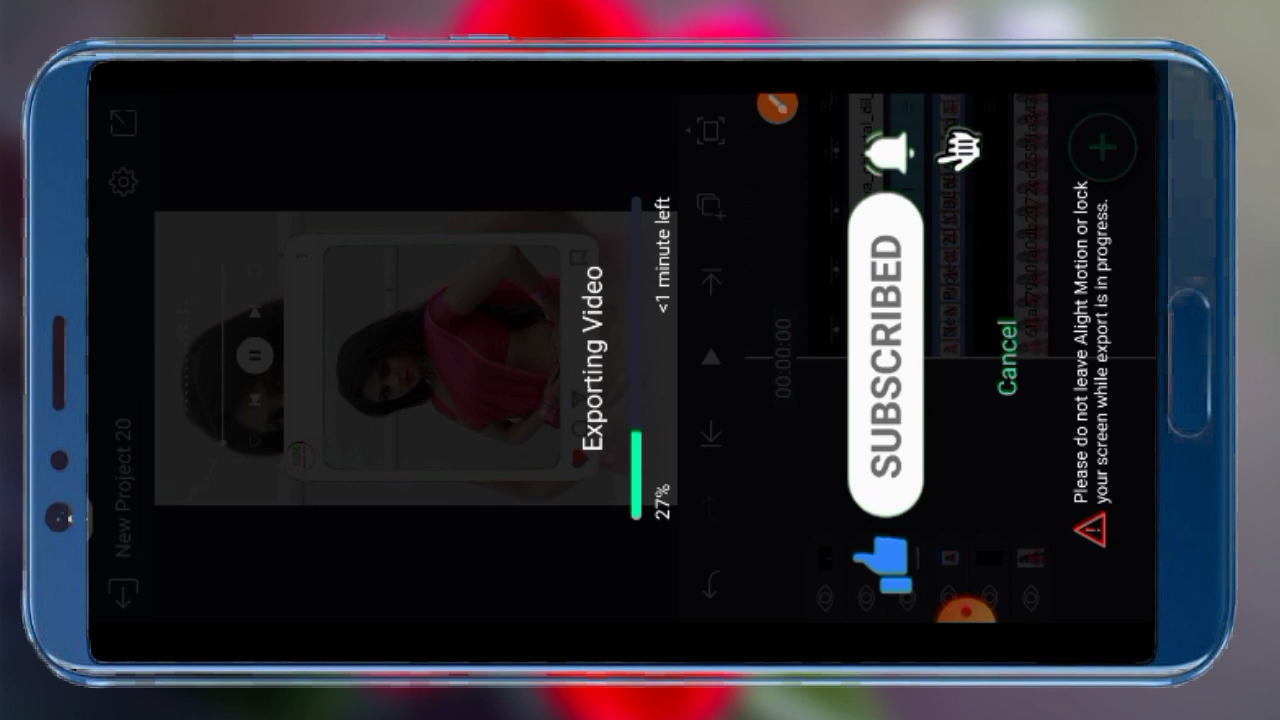 New Project 20
Exporting Video
27%
<1 minute left
00:00:00
SUBSCRIBED
Cancel
Please do not leave Alight Motion or lock
your screen while export is in progress.